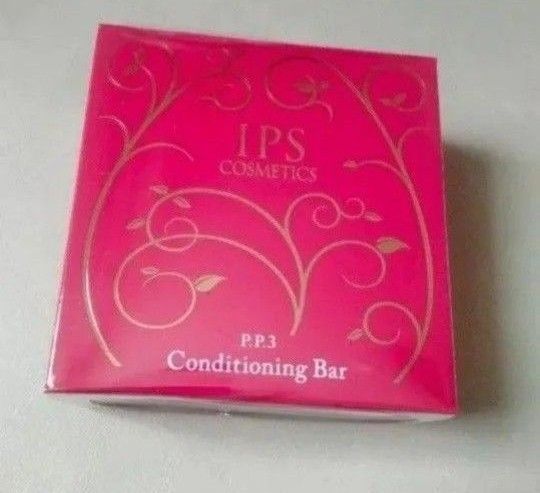 IPS
COSMETICS
P.P.3
Conditioning Bar